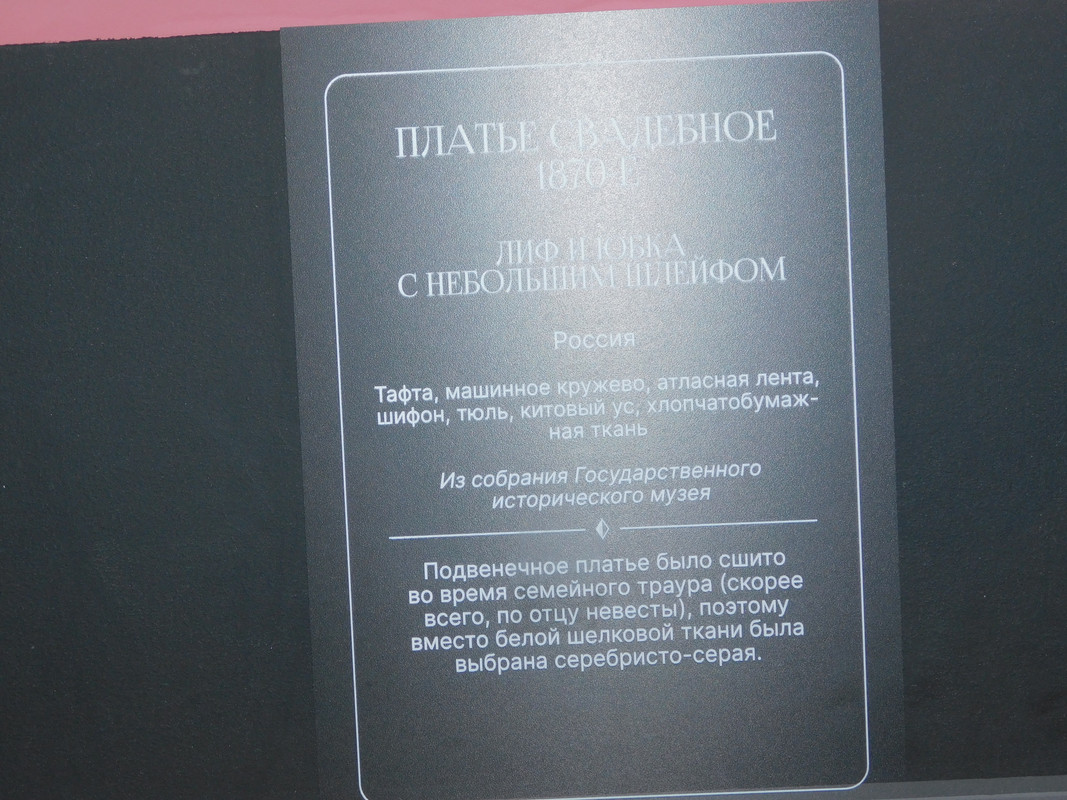 ПЛАТЬЕ СВАДЕБНОЕ
1870-Е
ЛИФ И ЮБКА
С НЕБОЛЬШИМ ШЛЕЙФОМ
Россия
Тафта, машинное кружево, атласная лента,
шифон, тюль, китовый ус; хлопчатобумаж-
ная ткань
Из собрания Государственного
исторического музея
Подвенечное платье было сшито
во время семейного траура (скорее
всего, по отцу невесты), поэтому
вместо белой шелковой ткани была
выбрана серебристо-серая.